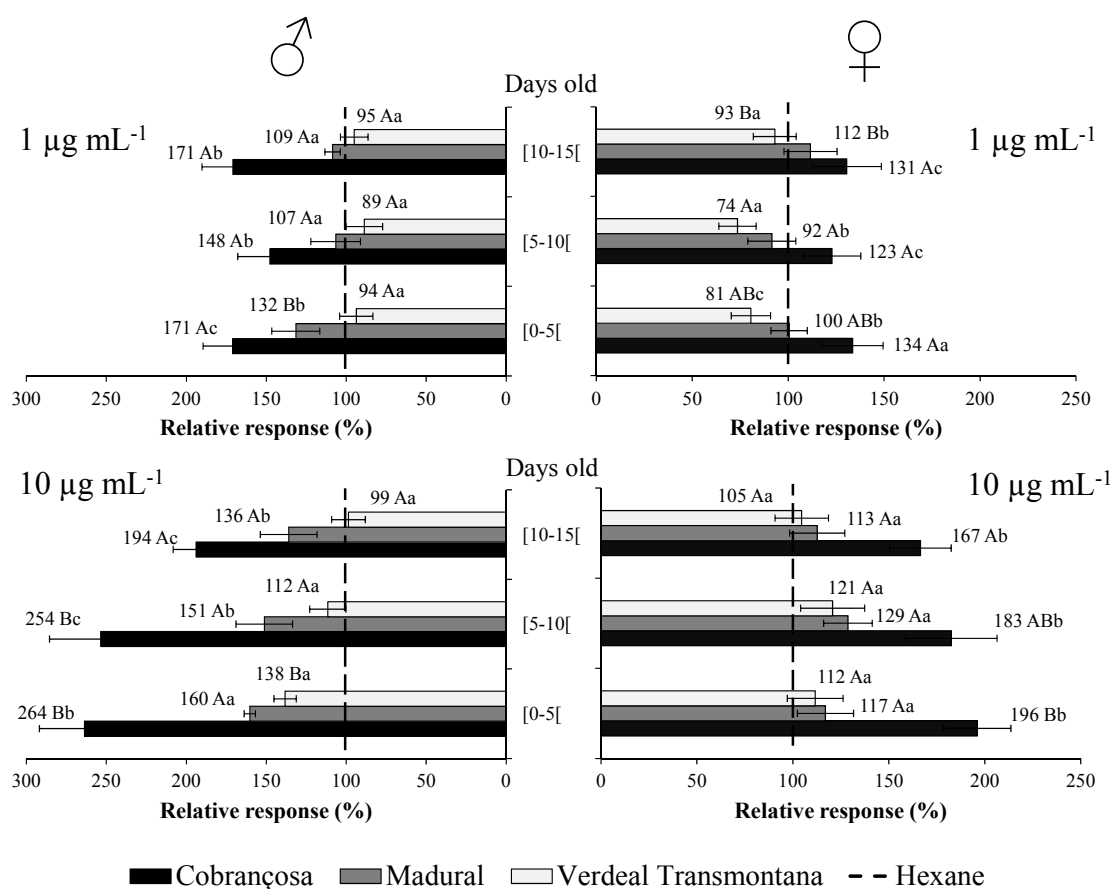 Days old
1 µg mL-1
1 µg mL-1
95 Aa
109 Aa
171 Ab
[10-15[
93 Ba
112 Bb
131 Ac
89 Aa
107 Aa
148 Ab
[5-10[
74 Aa
92 Ab
123 Ac
94 Aa
132 Bb
171 Ac
[0-5[
81 ABc
100 ABb
134 Aa
300 250 200 150 100 50 0
0 50 100 150 200 250
Relative response (%)
Relative response (%)
Days old
10 µg mL-1
10 µg mL-1
99 Aa
136 Ab
194 Ac
[10-15[
105 Aa
113 Aa
167 Ab
112 Aa
151 Ab
254 Bc
[5-10[
121 Aa
129 Aa
183 ABb
138 Ba
160 Aa
264 Bb
[0-5[
112 Aa
117 Aa
196 Bb
300 250 200 150 100 50 0
0 50 100 150 200 250
Relative response (%)
Relative response (%)
Cobrançosa Madural Verdeal Transmontana Hexane